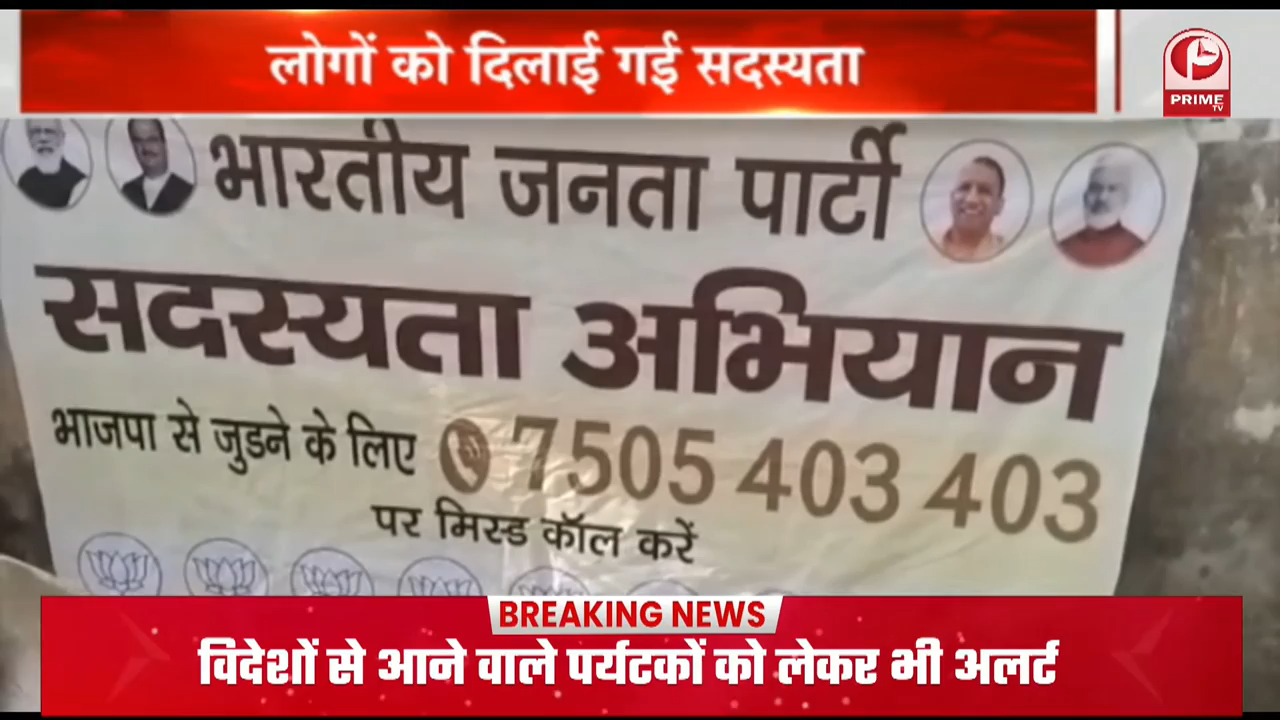 लोगों को दिलाई गई सदस्यता
PRIME
TV
भारतीय जनता पार्टी
सदस्यता अभियान
भाजपा से जुडने के लिए 7505 403 403
पर मिस्ड कॉल करें
BREAKING NEWS
विदेशों से आने वाले पर्यटकों को लेकर भी अलर्ट